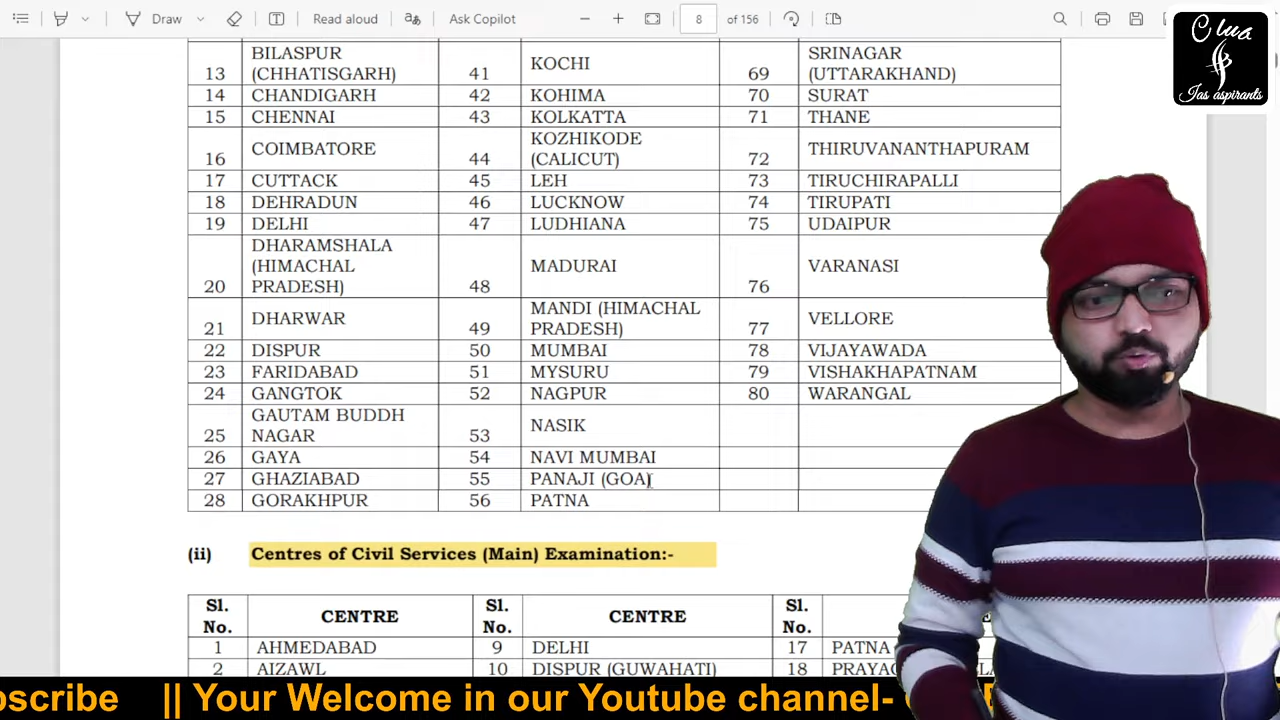 Draw
Read aloud
Ask Copilot
8
of 156
C lua
Ias aspirants
13 BILASPUR (CHHATISGARH) 41 KOCHI 69 SRINAGAR (UTTARAKHAND)
14 CHANDIGARH 42 KOHIMA 70 SURAT
15 CHENNAI 43 KOLKATTA 71 THANE
16 COIMBATORE 44 KOZHIKODE (CALICUT) 72 THIRUVANANTHAPURAM
17 CUTTACK 45 LEH 73 TIRUCHIRAPALLI
18 DEHRADUN 46 LUCKNOW 74 TIRUPATI
19 DELHI 47 LUDHIANA 75 UDAIPUR
20 DHARAMSHALA (HIMACHAL PRADESH) 48 MADURAI 76 VARANASI
21 DHARWAR 49 MANDI (HIMACHAL PRADESH) 77 VELLORE
22 DISPUR 50 MUMBAI 78 VIJAYAWADA
23 FARIDABAD 51 MYSURU 79 VISHAKHAPATNAM
24 GANGTOK 52 NAGPUR 80 WARANGAL
25 GAUTAM BUDDH NAGAR 53 NASIK
26 GAYA 54 NAVI MUMBAI
27 GHAZIABAD 55 PANAJI (GOA)
28 GORAKHPUR 56 PATNA
(ii) Centres of Civil Services (Main) Examination:-
Sl. No. CENTRE Sl. No. CENTRE Sl. No.
1 AHMEDABAD 9 DELHI 17 PATNA
2 AIZAWL 10 DISPUR (GUWAHATI) 18
bscribe || Your Welcome in our Youtube channel-